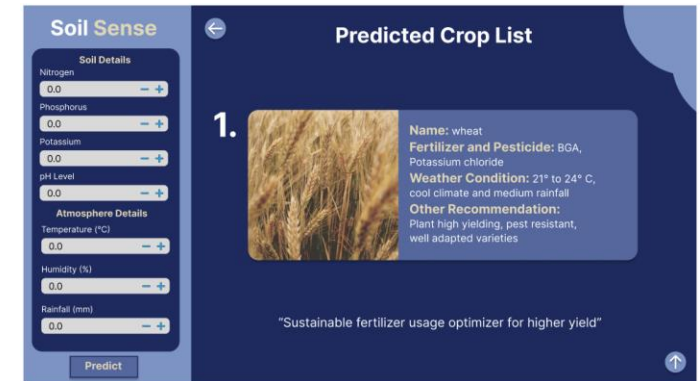 Soil Sense
Soil Details
Nitrogen
0.0 − +
Phosphorus
0.0 − +
Potassium
0.0 − +
pH Level
0.0 − +
Atmosphere Details
Temperature (°C)
0.0 − +
Humidity (%)
0.0 − +
Rainfall (mm)
0.0 − +
Predict
Predicted Crop List
1.
Name: wheat
Fertilizer and Pesticide: BGA,
Potassium chloride
Weather Condition: 21° to 24° C,
cool climate and medium rainfall
Other Recommendation:
Plant high yielding, pest resistant,
well adapted varieties
"Sustainable fertilizer usage optimizer for higher yield"